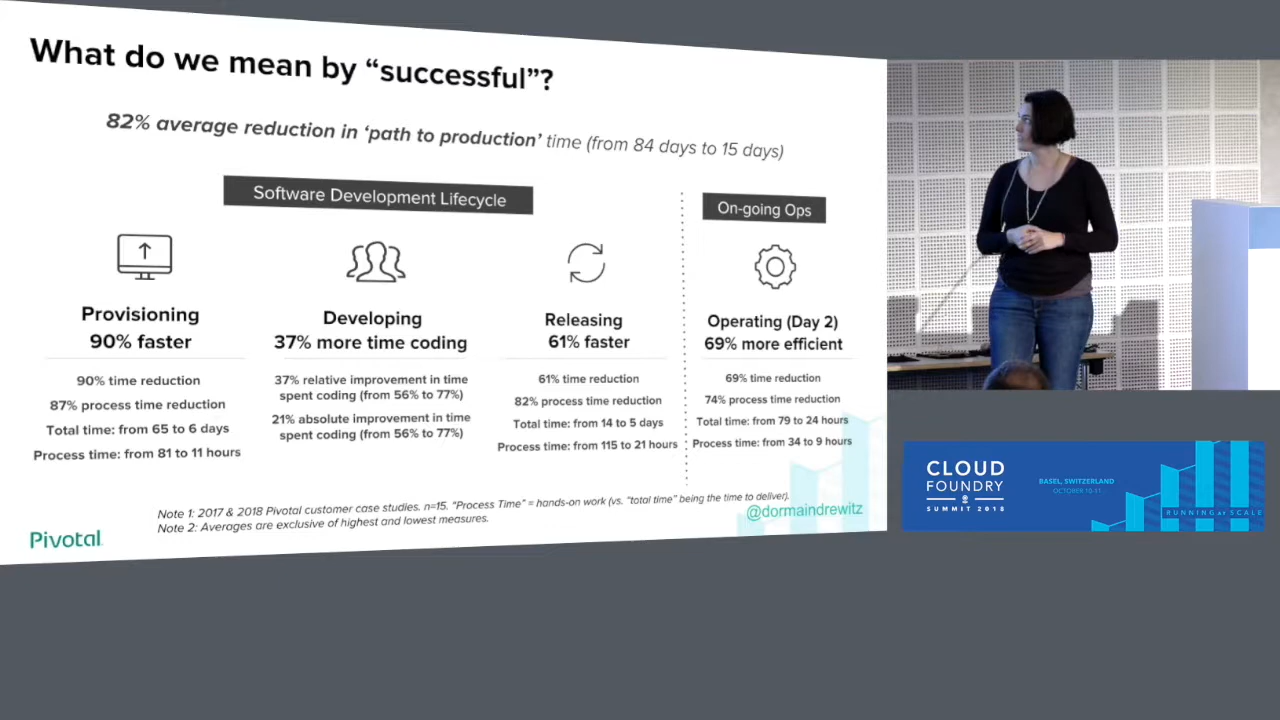 What do we mean by “successful”?
82% average reduction in ‘path to production’ time (from 84 days to 15 days)
Software Development Lifecycle
On-going Ops
Provisioning
90% faster
90% time reduction
87% process time reduction
Total time: from 65 to 6 days
Process time: from 81 to 11 hours
Developing
37% more time coding
37% relative improvement in time
spent coding (from 56% to 77%)
21% absolute improvement in time
spent coding (from 56% to 77%)
Releasing
61% faster
61% time reduction
82% process time reduction
Total time: from 14 to 5 days
Process time: from 115 to 21 hours
Operating (Day 2)
69% more efficient
69% time reduction
74% process time reduction
Total time: from 79 to 24 hours
Process time: from 34 to 9 hours
Note 1: 2017 & 2018 Pivotal customer case studies. n=15. “Process Time” = hands-on work (vs. “total time” being the time to deliver).
Note 2: Averages are exclusive of highest and lowest measures.
@dormaindrewitz
Pivotal
CLOUD
FOUNDRY
SUMMIT 2018
BASEL, SWITZERLAND
OCTOBER 10-11
RUNNING AT SCALE